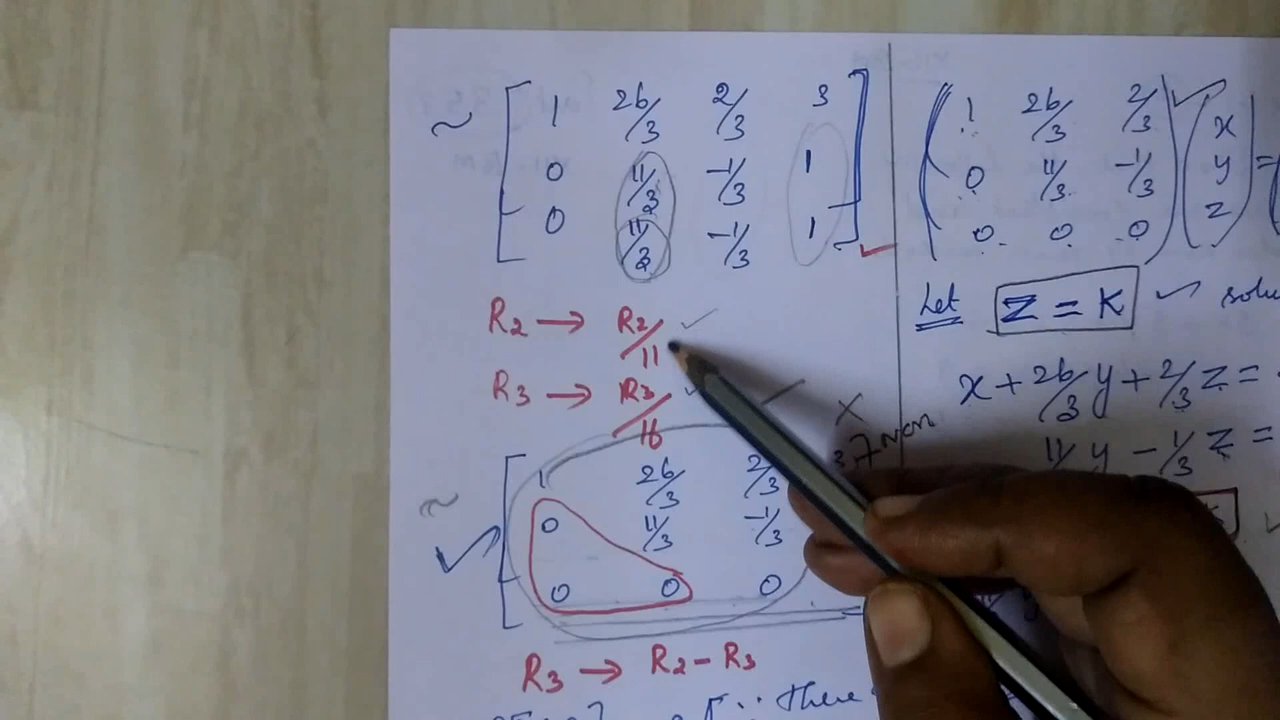 ~ [ 1 26/3 2/3 3
0 11/3 -1/3 1
0 11/3 -1/3 1 ]
R2 → R2/11
R3 → R3/16
~ [ 1 26/3 2/3
0 11/3 -1/3
0 0 0
R3 → R2 - R3
there
( 1 26/3 2/3 ) ( x
0 11/3 -1/3 y =
0 0 0 z )
Let Z = K
x + 26/3 y + 2/3 z =
11/ y - 1/3 z =